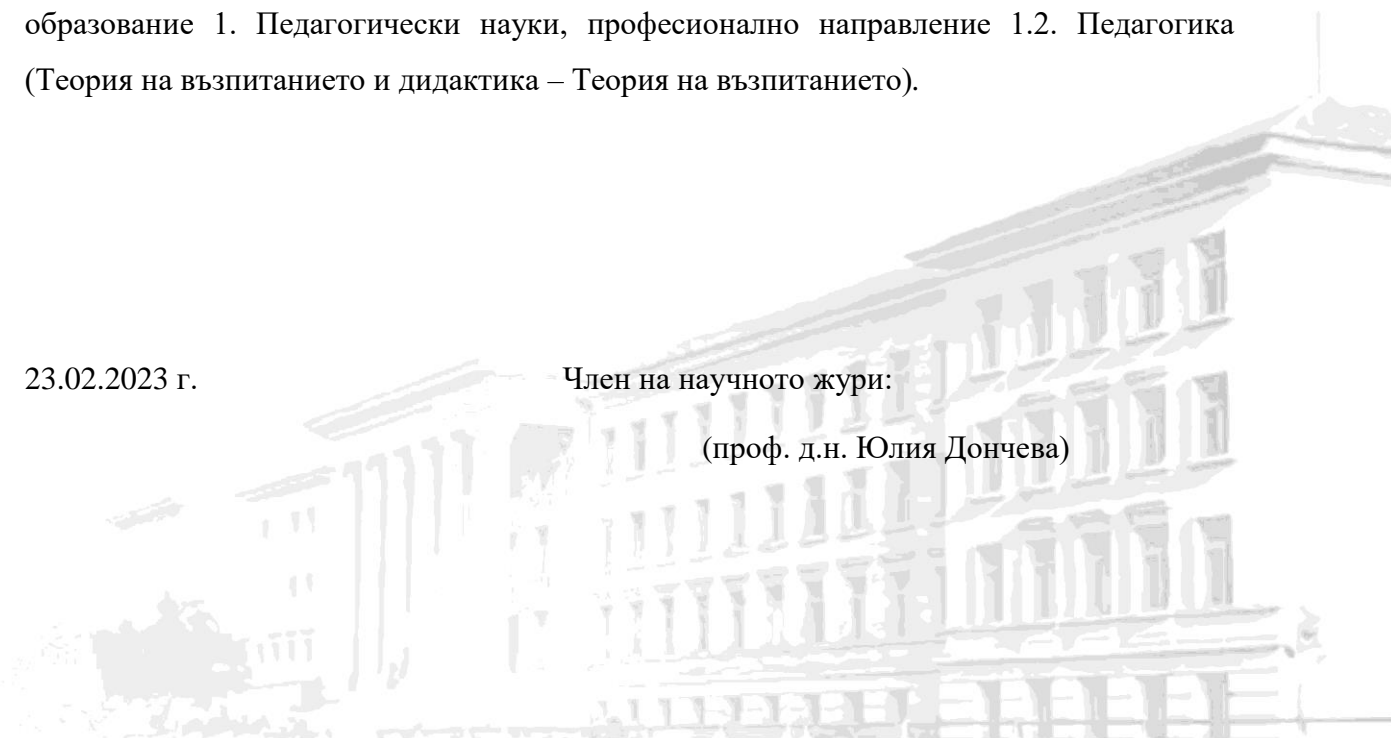 образование 1. Педагогически науки, професионално направление 1.2. Педагогика
(Теория на възпитанието и дидактика – Теория на възпитанието).
23.02.2023 г. Член на научното жури:
(проф. д.н. Юлия Дончева)